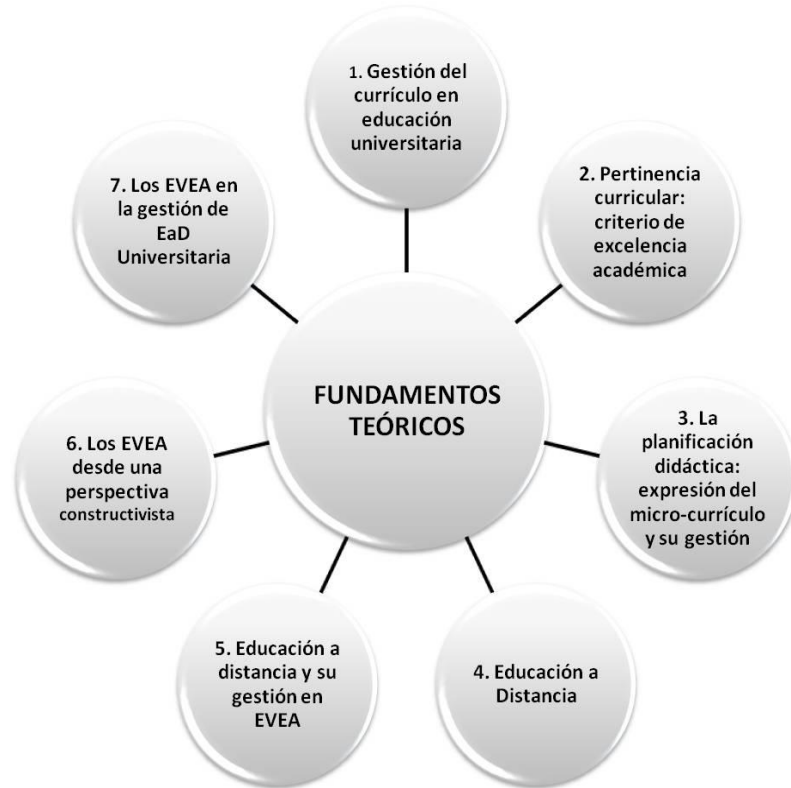 1. Gestión del
currículo en
educación
universitaria
2. Pertinencia
curricular:
criterio de
excelencia
académica
3. La
planificación
didáctica:
expresión del
micro-currículo
y su gestión
4. Educación a
Distancia
5. Educación a
distancia y su
gestión en
EVEA
6. Los EVEA
desde una
perspectiva
constructivista
7. Los EVEA en
la gestión de
EaD
Universitaria
FUNDAMENTOS
TEÓRICOS